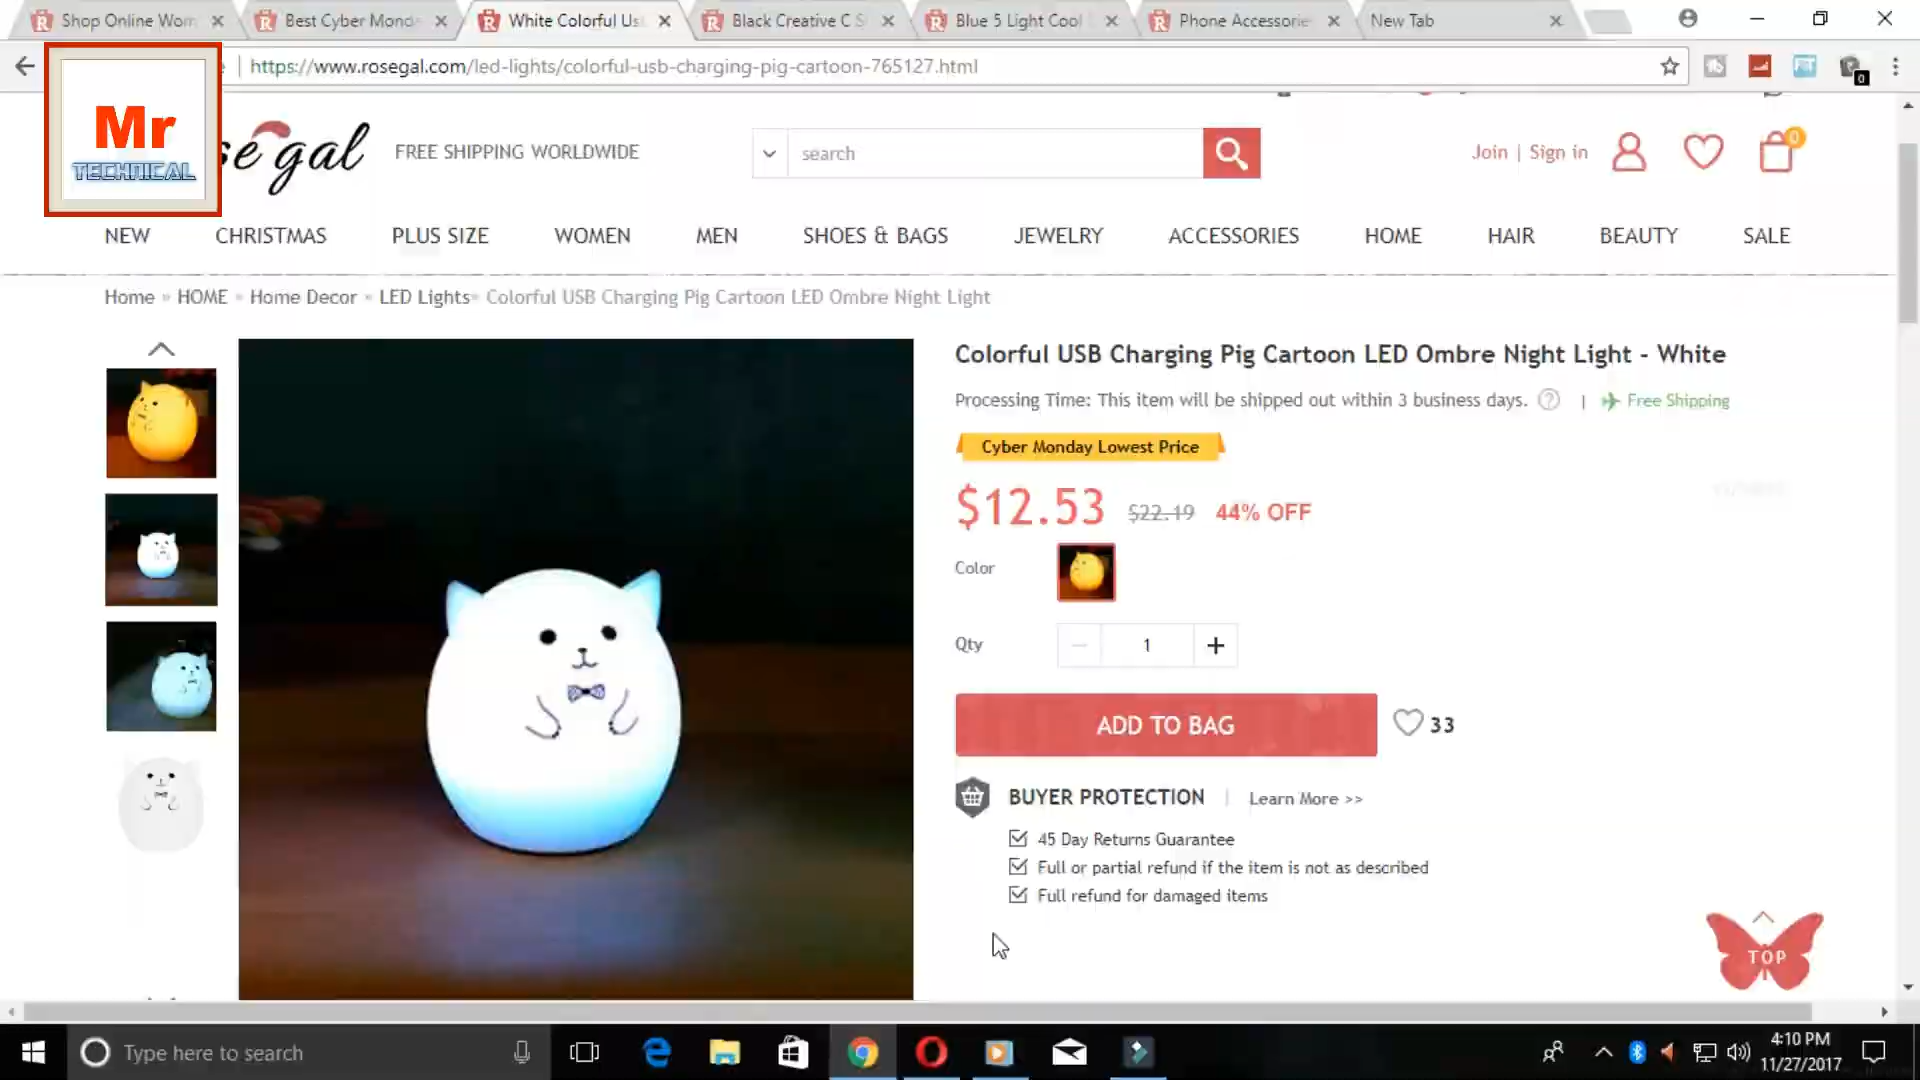 Shop Online Wom
Best Cyber Monda
White Colorful Us
Black Creative C S
Blue 5 Light Cool
Phone Accessorie
New Tab
https://www.rosegal.com/led-lights/colorful-usb-charging-pig-cartoon-765127.html
0
Mr
TECHNICAL
se gal
FREE SHIPPING WORLDWIDE
search
Join | Sign in
0
NEW
CHRISTMAS
PLUS SIZE
WOMEN
MEN
SHOES & BAGS
JEWELRY
ACCESSORIES
HOME
HAIR
BEAUTY
SALE
Home » HOME » Home Decor » LED Lights» Colorful USB Charging Pig Cartoon LED Ombre Night Light
Colorful USB Charging Pig Cartoon LED Ombre Night Light - White
Processing Time: This item will be shipped out within 3 business days. ? | Free Shipping
Cyber Monday Lowest Price
$12.53 $22.19 44% OFF
Color
Qty
1
+
ADD TO BAG
33
BUYER PROTECTION | Learn More >>
45 Day Returns Guarantee
Full or partial refund if the item is not as described
Full refund for damaged items
TOP
Type here to search
4:10 PM
11/27/2017